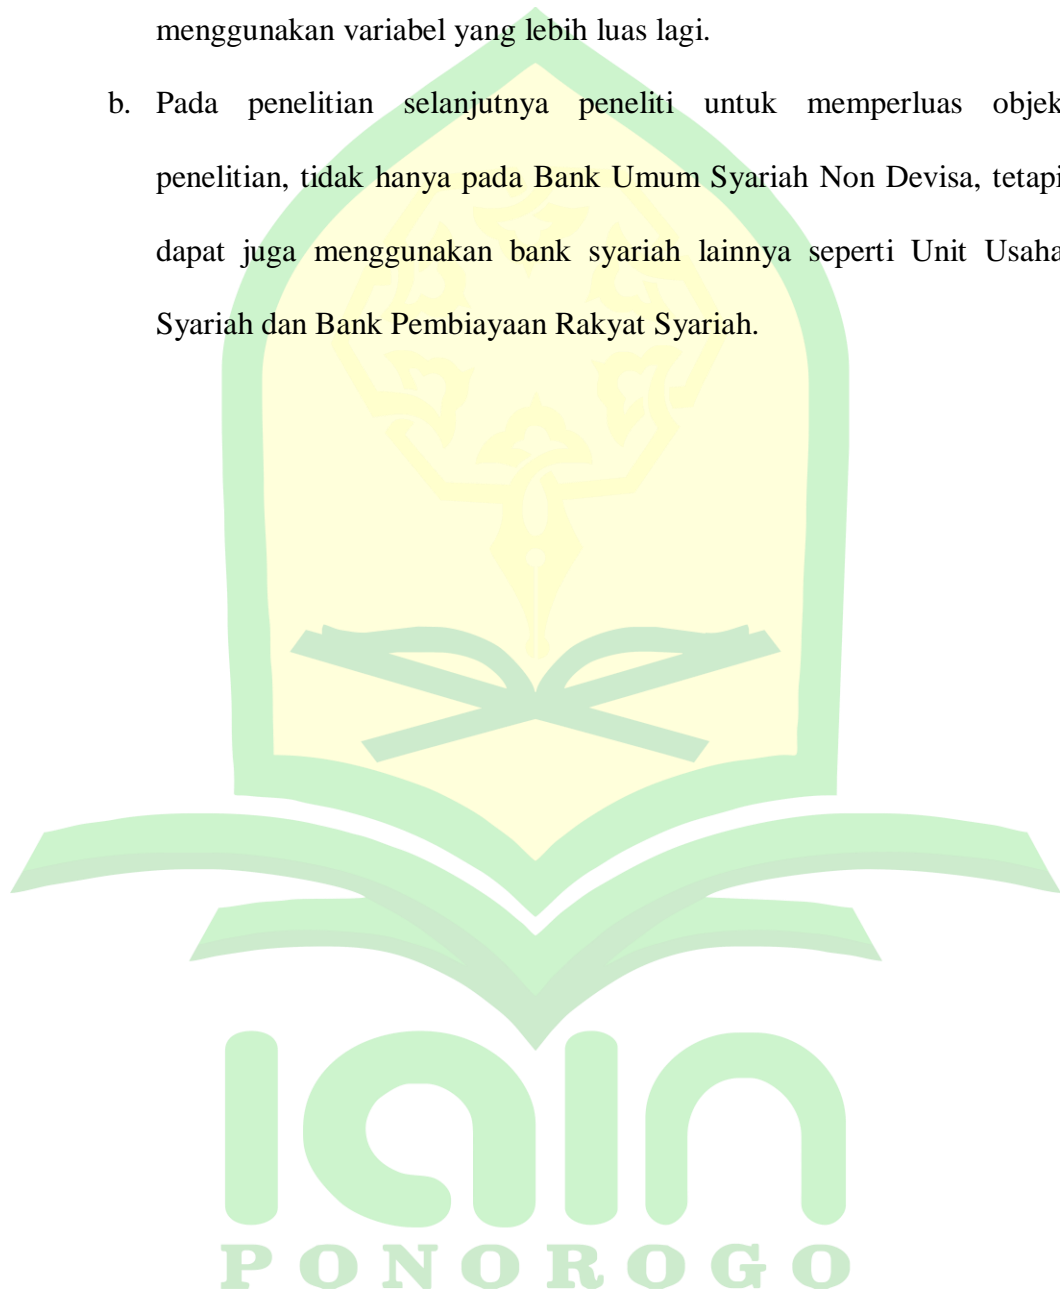 menggunakan variabel yang lebih luas lagi.
b. Pada penelitian selanjutnya peneliti untuk memperluas objek
penelitian, tidak hanya pada Bank Umum Syariah Non Devisa, tetapi
dapat juga menggunakan bank syariah lainnya seperti Unit Usaha
Syariah dan Bank Pembiayaan Rakyat Syariah.
iain
PONOROGO